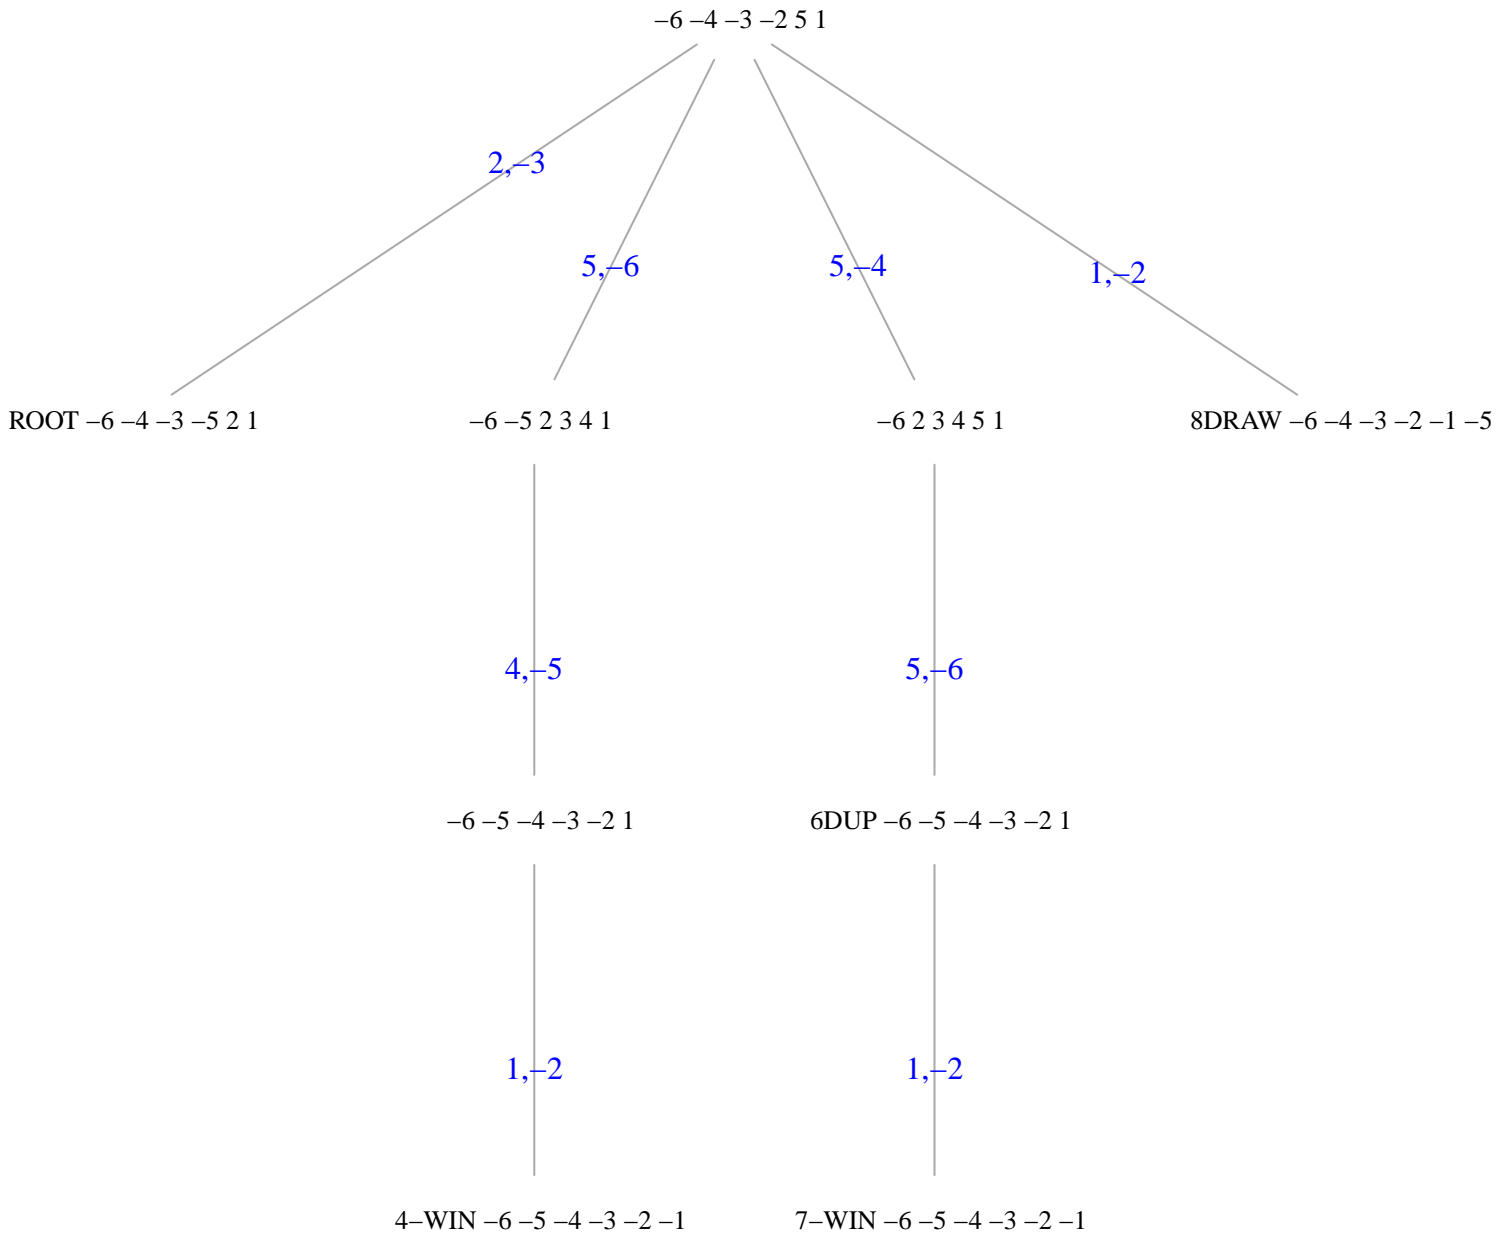 –6 –4 –3 –2 5 1
2,–3
5,–6
5,–4
1,–2
ROOT –6 –4 –3 –5 2 1
–6 –5 2 3 4 1
–6 2 3 4 5 1
8DRAW –6 –4 –3 –2 –1 –5
4,–5
5,–6
–6 –5 –4 –3 –2 1
6DUP –6 –5 –4 –3 –2 1
1,–2
1,–2
4–WIN –6 –5 –4 –3 –2 –1
7–WIN –6 –5 –4 –3 –2 –1